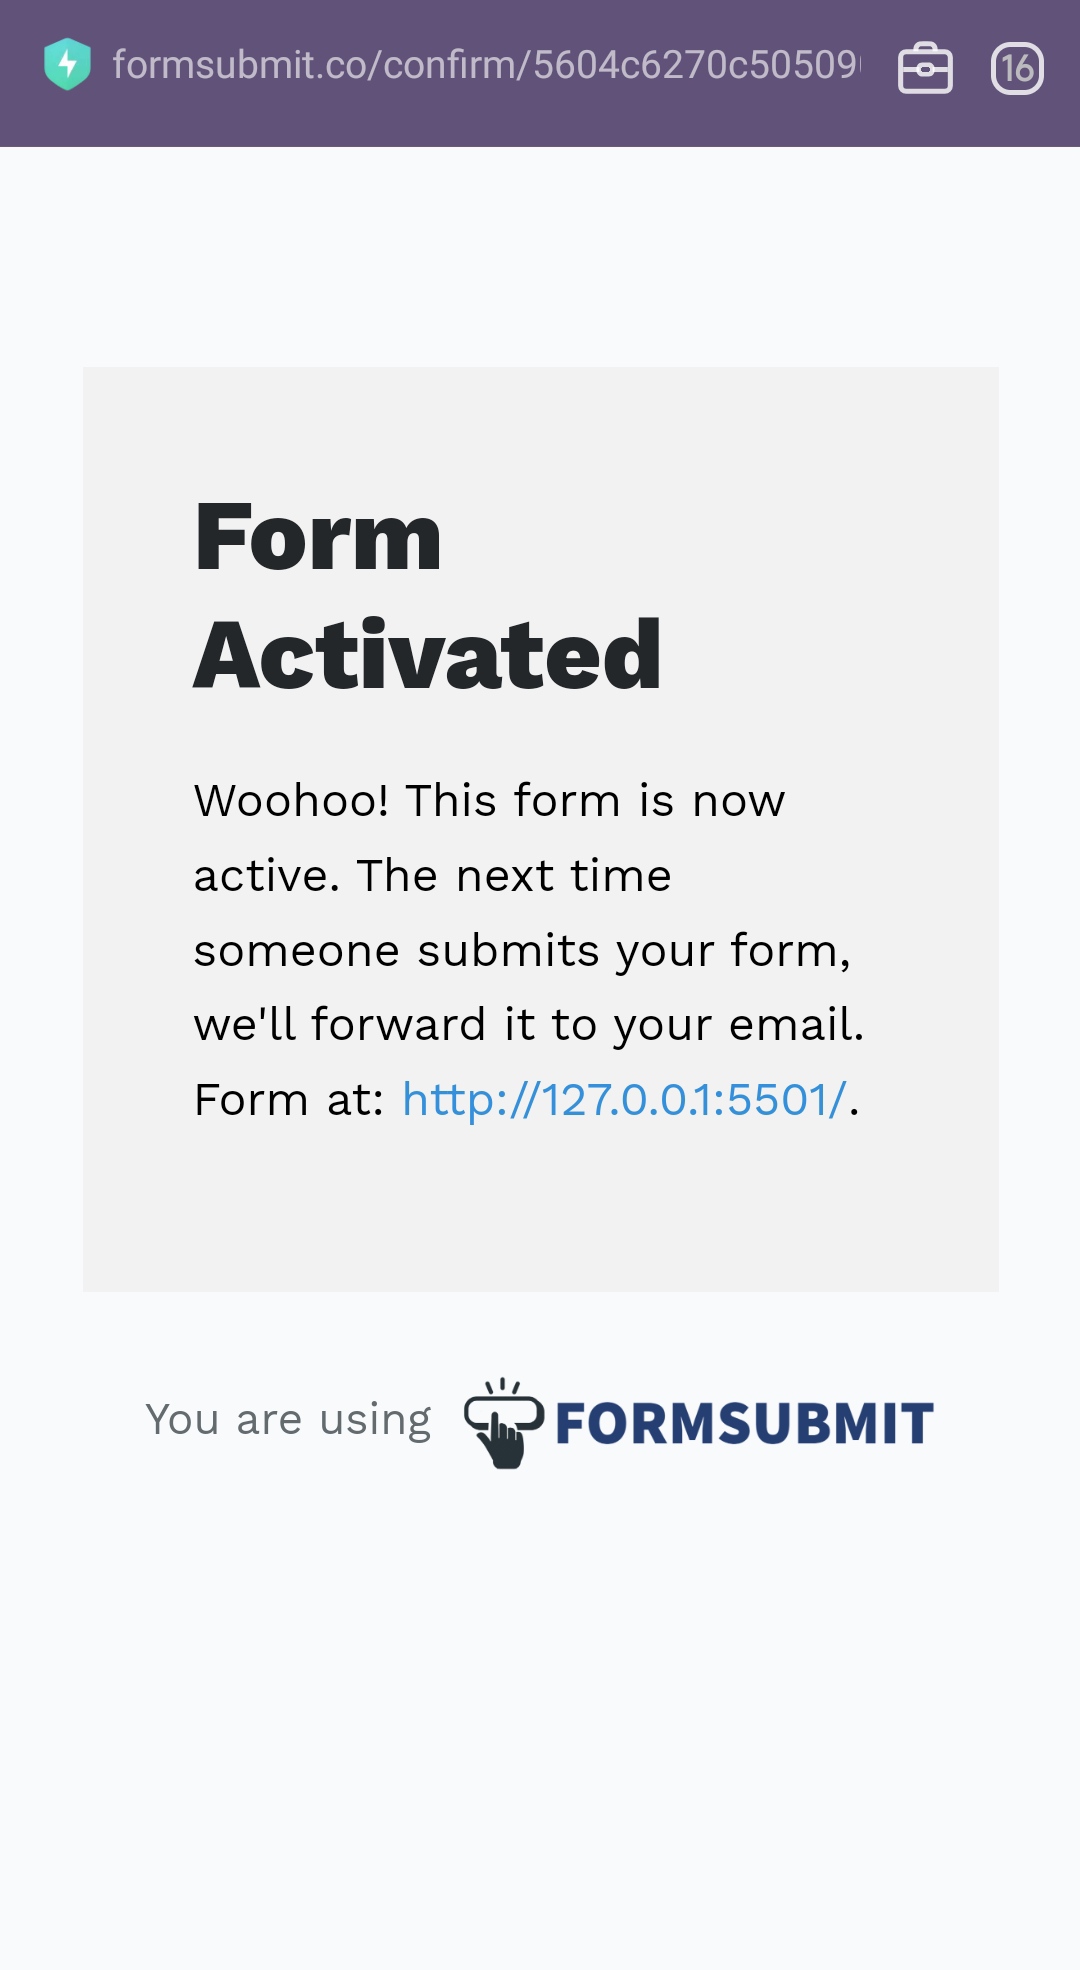 formsubmit.co/confirm/5604c6270c50509
16
Form
Activated
Woohoo! This form is now
active. The next time
someone submits your form,
we'll forward it to your email.
Form at: http://127.0.0.1:5501/.
You are using FORMSUBMIT